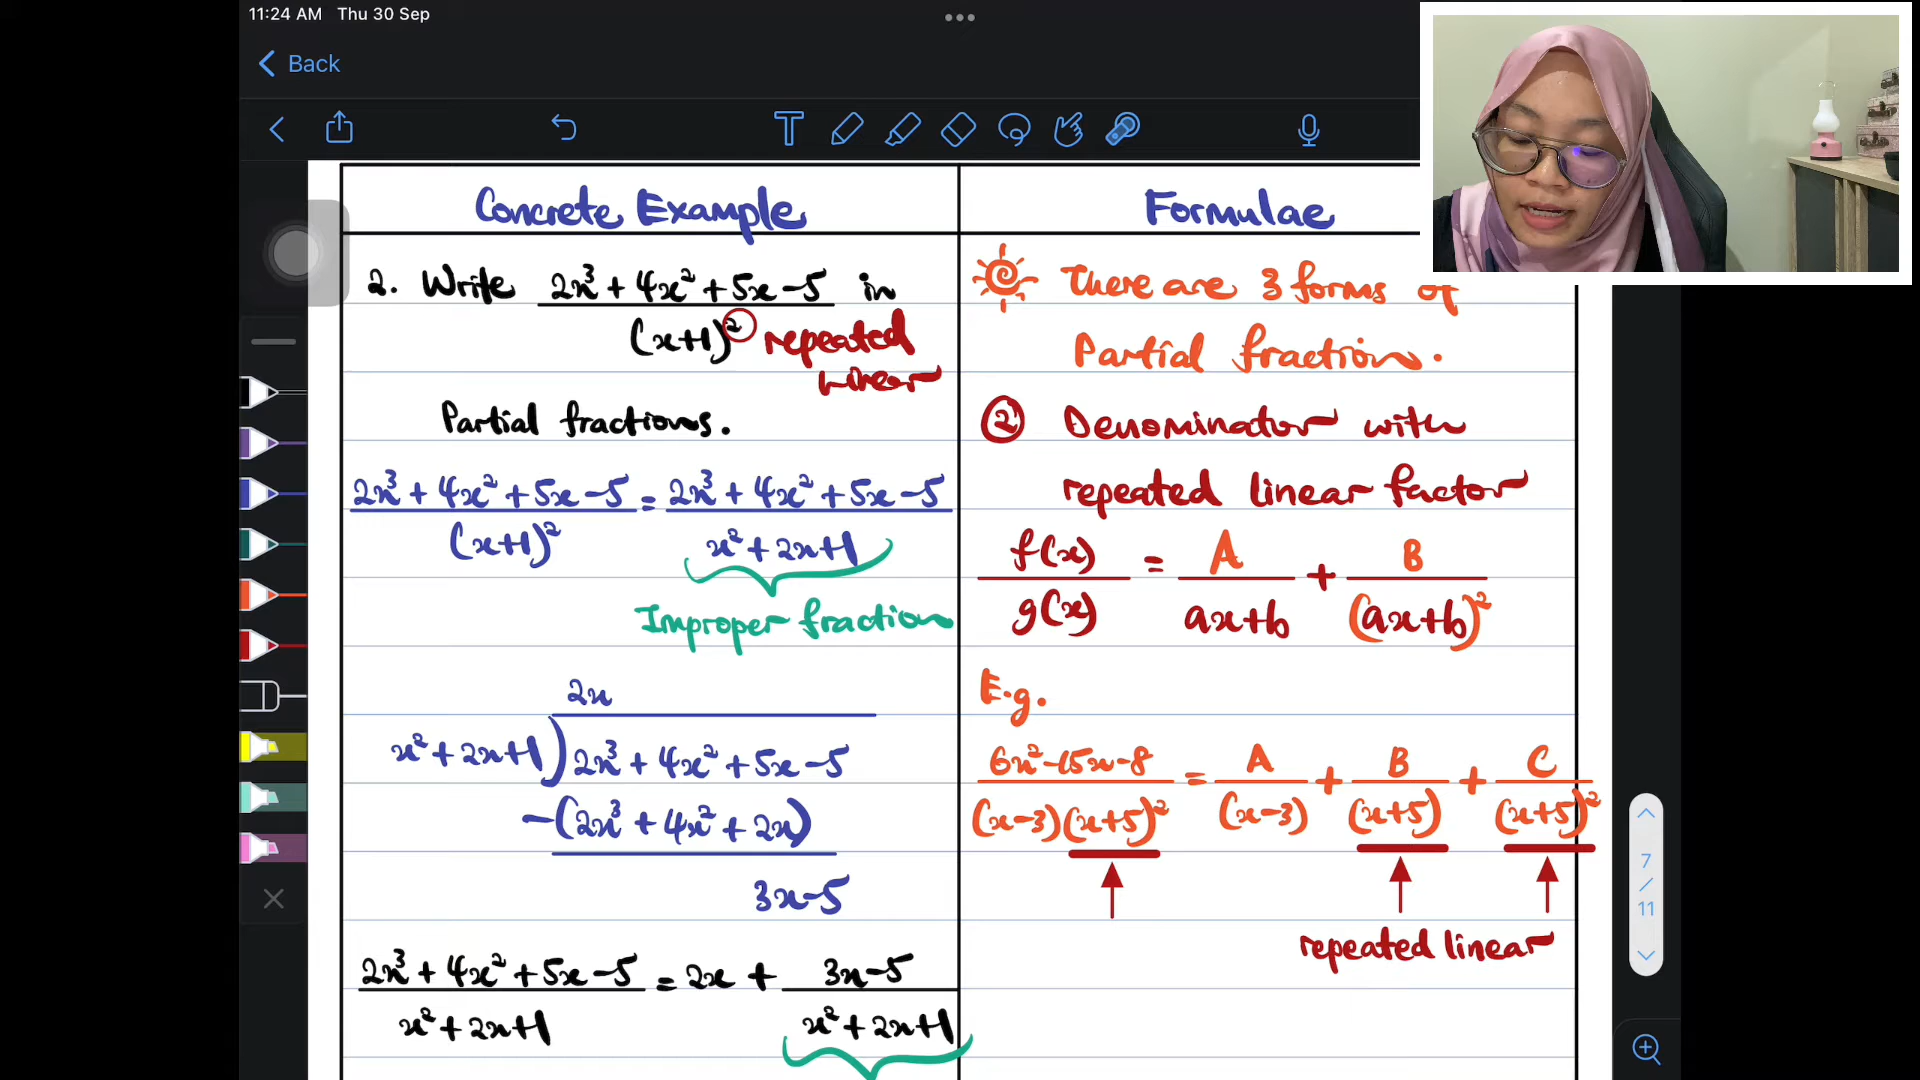 11:24 AM Thu 30 Sep
Back
Concrete Example
2. Write 2x³ + 4x² + 5x - 5 in
(x+1)² repeated
linear
Partial fractions.
2x³ + 4x² + 5x - 5 = 2x³ + 4x² + 5x - 5
(x+1)² x² + 2x + 1
Improper fraction
2x
x² + 2x + 1 ) 2x³ + 4x² + 5x - 5
- (2x³ + 4x² + 2x)
3x - 5
2x³ + 4x² + 5x - 5 = 2x + 3x - 5
x² + 2x + 1 x² + 2x + 1
Formulae
There are 3 forms of
Partial fraction.
② Denominator with
repeated linear factor
f(x) = A + B
g(x) ax+b (ax+b)²
E.g.
6x² - 15x - 8 = A + B + C
(x-3)(x+5)² (x-3) (x+5) (x+5)²
repeated linear
7
/
11